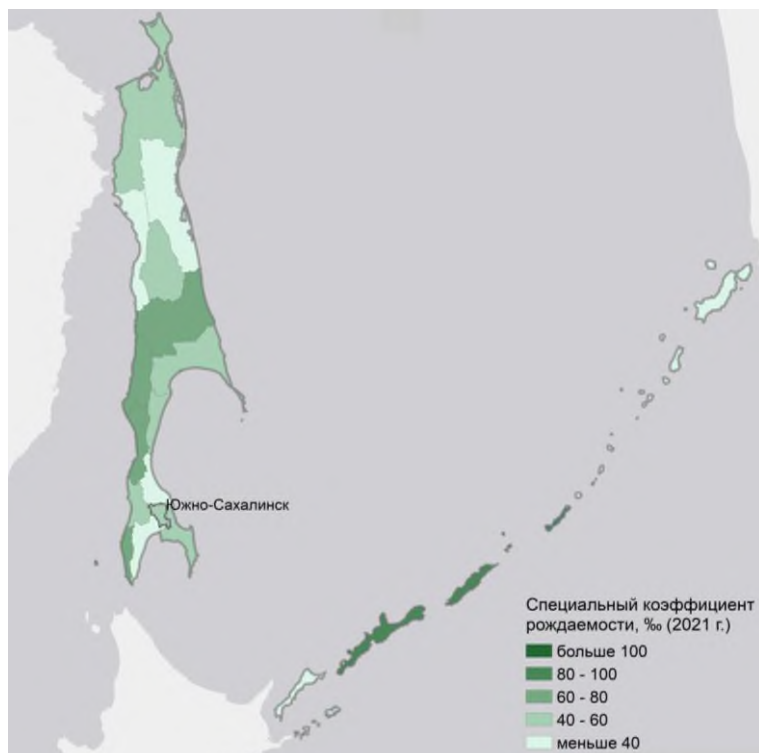 Южно-Сахалинск
Специальный коэффициент
рождаемости, ‰ (2021 г.)
больше 100
80 - 100
60 - 80
40 - 60
меньше 40